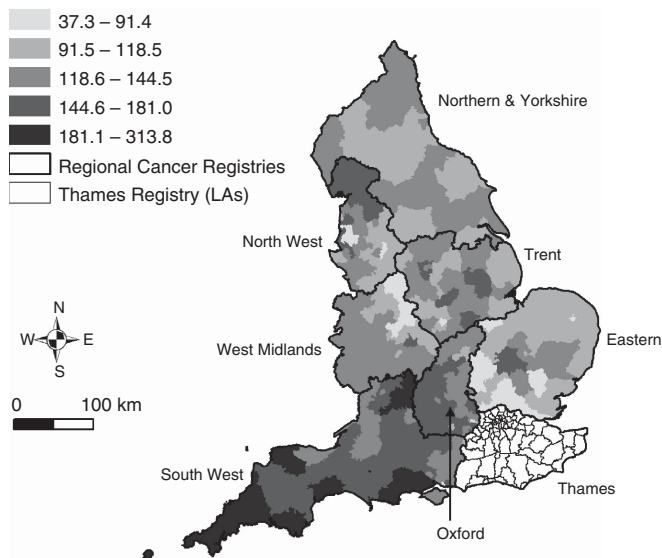 37.3 – 91.4
91.5 – 118.5
118.6 – 144.5
144.6 – 181.0
181.1 – 313.8
Regional Cancer Registries
Thames Registry (LAs)
Northern & Yorkshire
North West
Trent
N
W E
S
West Midlands
Eastern
0 100 km
South West
Thames
Oxford